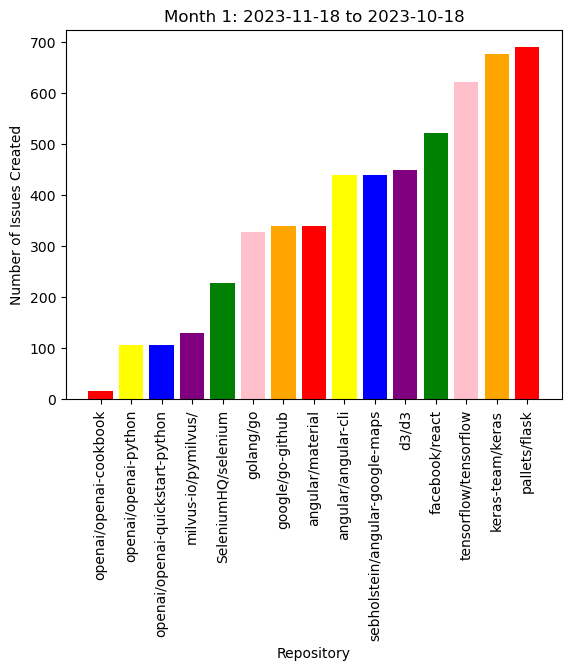 Month 1: 2023-11-18 to 2023-10-18
Number of Issues Created
700
600
500
400
300
200
100
0
openai/openai-cookbook
openai/openai-python
openai/openai-quickstart-python
milvus-io/pymilvus/
SeleniumHQ/selenium
golang/go
google/go-github
angular/material
angular/angular-cli
sebholstein/angular-google-maps
d3/d3
facebook/react
tensorflow/tensorflow
keras-team/keras
pallets/flask
Repository